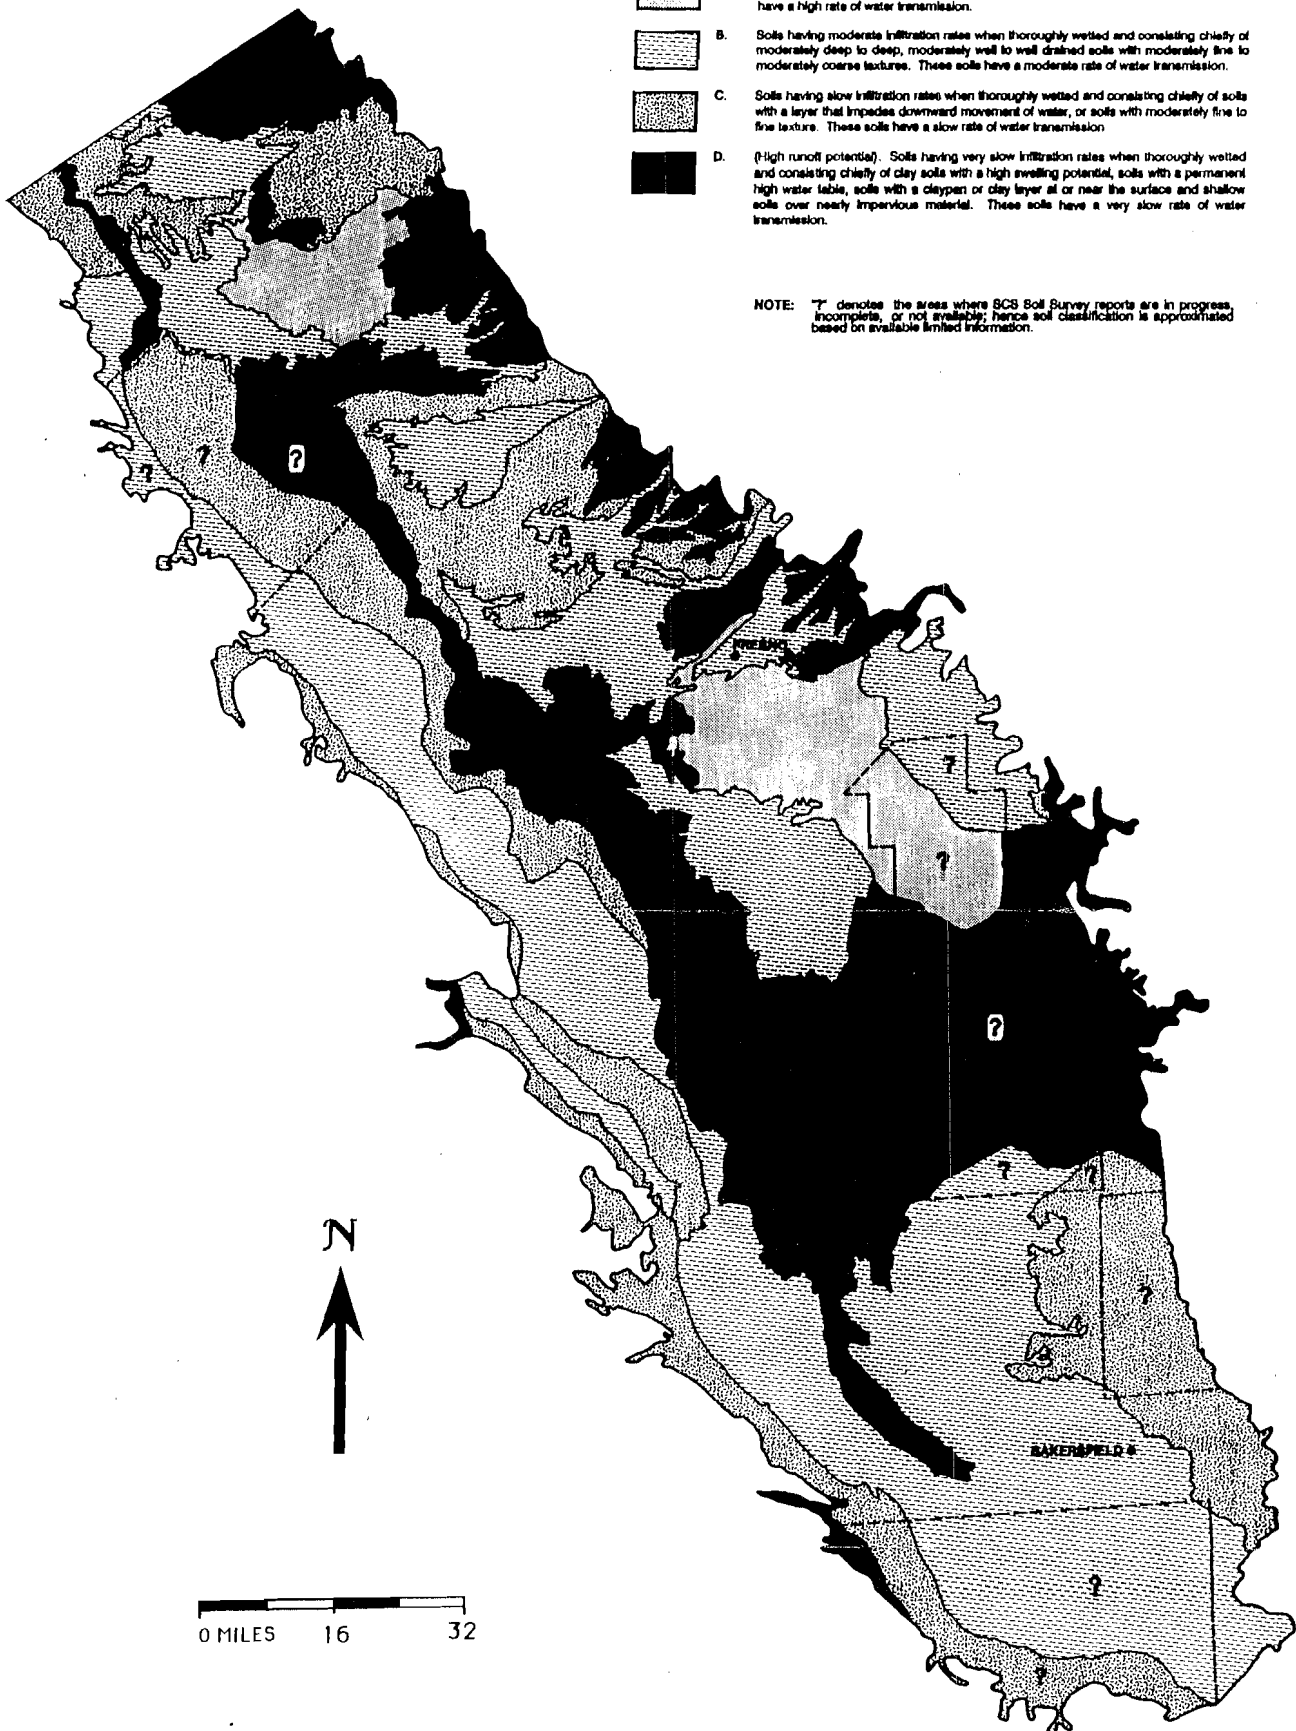 have a high rate of water transmission.
B. Soils having moderate infiltration rates when thoroughly wetted and consisting chiefly of
moderately deep to deep, moderately well to well drained soils with moderately fine to
moderately coarse textures. These soils have a moderate rate of water transmission.
C. Soils having slow infiltration rates when thoroughly wetted and consisting chiefly of soils
with a layer that impedes downward movement of water, or soils with moderately fine to
fine texture. These soils have a slow rate of water transmission
D. (High runoff potential). Soils having very slow infiltration rates when thoroughly wetted
and consisting chiefly of clay soils with a high swelling potential, soils with a permanent
high water table, soils with a claypan or clay layer at or near the surface and shallow
soils over nearly impervious material. These soils have a very slow rate of water
transmission.
NOTE: "?" denotes the areas where SCS Soil Survey reports are in progress,
incomplete, or not available; hence soil classification is approximated
based on available limited information.
?
?
?
FRESNO
?
?
?
?
?
?
BAKERSFIELD
?
?
N
0 MILES 16 32